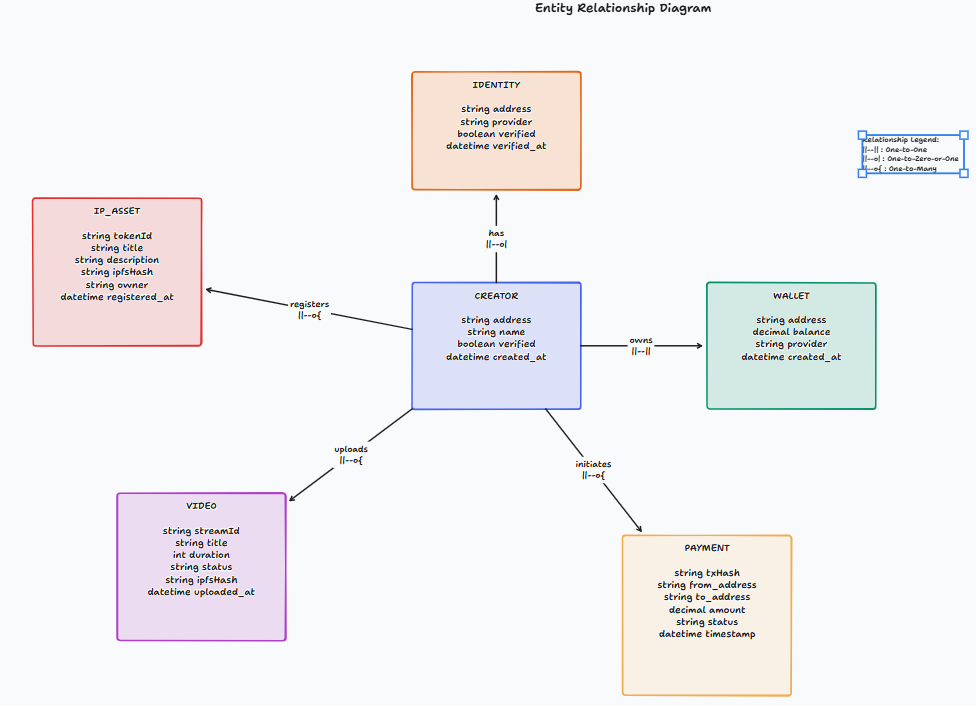 Entity Relationship Diagram
IDENTITY
string address
string provider
boolean verified
datetime verified_at
Relationship Legend:
||--|| : One-to-One
||--o| : One-to-Zero-or-One
||--o{ : One-to-Many
IP_ASSET
string tokenId
string title
string description
string ipfsHash
string owner
datetime registered_at
has
||--o|
registers
||--o{
CREATOR
string address
string name
boolean verified
datetime created_at
owns
||--||
WALLET
string address
decimal balance
string provider
datetime created_at
uploads
||--o{
initiates
||--o{
VIDEO
string streamId
string title
int duration
string status
string ipfsHash
datetime uploaded_at
PAYMENT
string txHash
string from_address
string to_address
decimal amount
string status
datetime timestamp